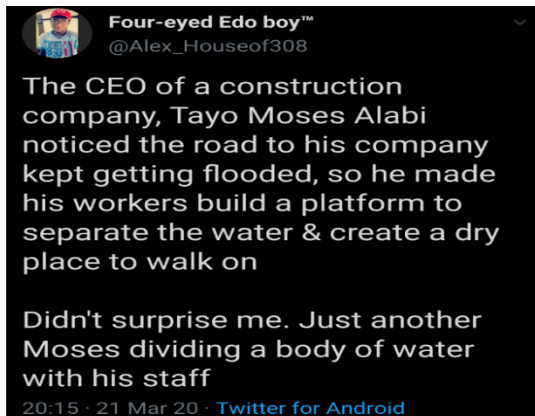 Four-eyed Edo boy™
@Alex_Houseof308
The CEO of a construction
company, Tayo Moses Alabi
noticed the road to his company
kept getting flooded, so he made
his workers build a platform to
separate the water & create a dry
place to walk on
Didn't surprise me. Just another
Moses dividing a body of water
with his staff
20:15 · 21 Mar 20 · Twitter for Android